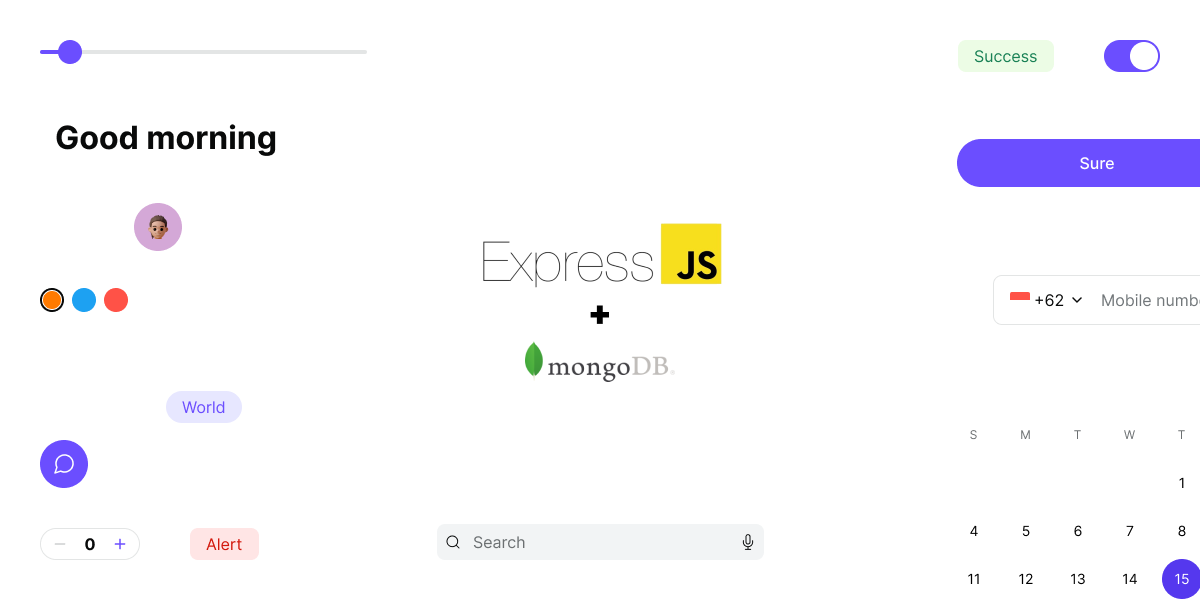 Success
Good morning
Sure
Express JS
+
mongoDB®
+62 Mobile numb
World
S M T W T
1
− 0 +
Alert
Search
4 5 6 7 8
11 12 13 14 15